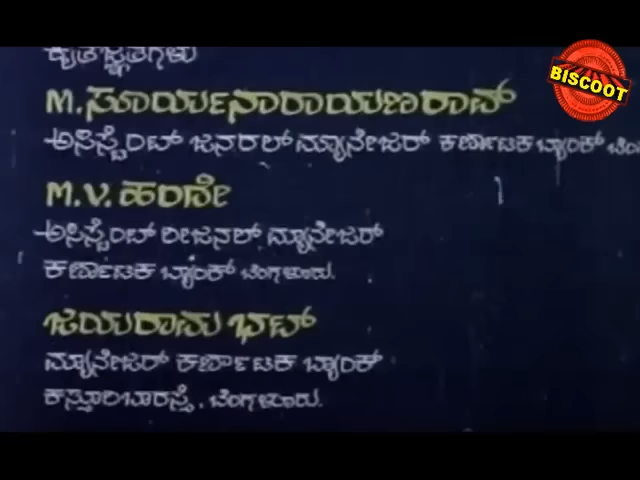 ಕೃತಜ್ಞತೆಗಳು
BISCOOT
M. ಸೂರ್ಯನಾರಾಯಣರಾವ್
ಅಸಿಸ್ಟೆಂಟ್ ಜನರಲ್ ಮ್ಯಾನೇಜರ್ ಕರ್ಣಾಟಕ ಬ್ಯಾಂಕ್
M.V. ಹಂದೇ
ಅಸಿಸ್ಟೆಂಟ್ ರೀಜನಲ್ ಮ್ಯಾನೇಜರ್
ಕರ್ಣಾಟಕ ಬ್ಯಾಂಕ್ ಬೆಂಗಳೂರು.
ಜಯರಾಮ ಭಟ್
ಮ್ಯಾನೇಜರ್ ಕರ್ಣಾಟಕ ಬ್ಯಾಂಕ್
ಕಸ್ತೂರಿಬಾರಸ್ತೆ, ಬೆಂಗಳೂರು.